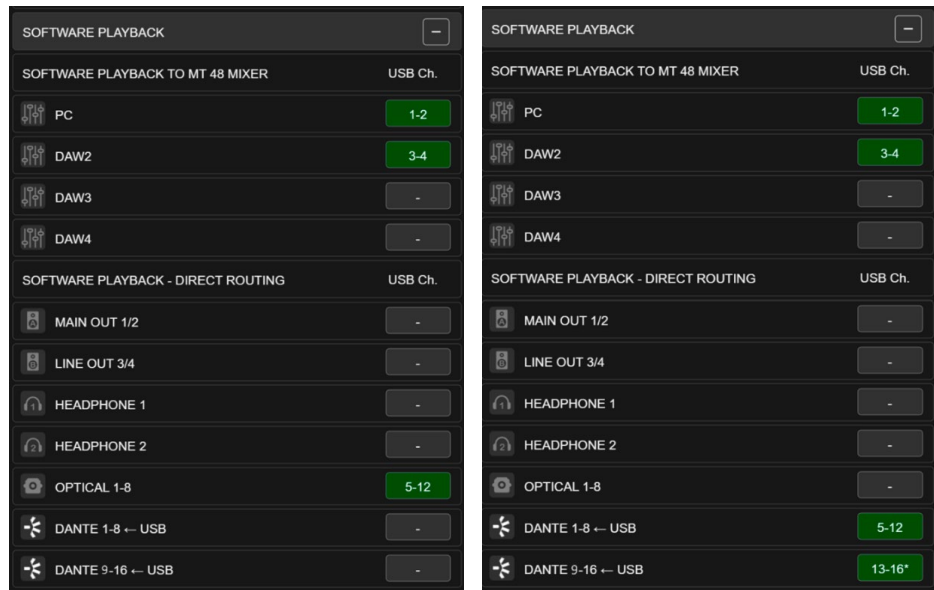 SOFTWARE PLAYBACK −
SOFTWARE PLAYBACK TO MT 48 MIXER USB Ch.
PC 1-2
DAW2 3-4
DAW3 -
DAW4 -
SOFTWARE PLAYBACK - DIRECT ROUTING USB Ch.
A MAIN OUT 1/2 -
B LINE OUT 3/4 -
1 HEADPHONE 1 -
2 HEADPHONE 2 -
OPTICAL 1-8 5-12
DANTE 1-8 ← USB -
DANTE 9-16 ← USB -
SOFTWARE PLAYBACK −
SOFTWARE PLAYBACK TO MT 48 MIXER USB Ch.
PC 1-2
DAW2 3-4
DAW3 -
DAW4 -
SOFTWARE PLAYBACK - DIRECT ROUTING USB Ch.
A MAIN OUT 1/2 -
B LINE OUT 3/4 -
1 HEADPHONE 1 -
2 HEADPHONE 2 -
OPTICAL 1-8 -
DANTE 1-8 ← USB 5-12
DANTE 9-16 ← USB 13-16*